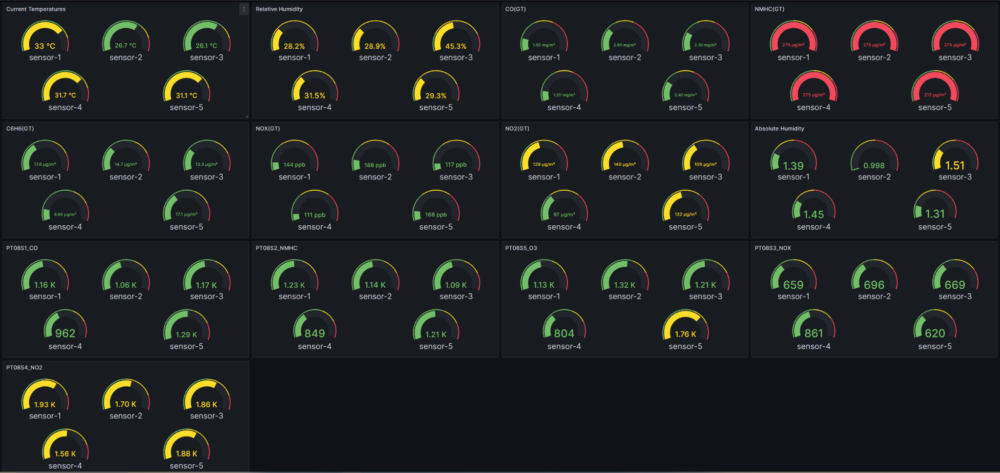 Current Temperatures
33 °C
26.7 °C
26.1 °C
sensor-1
sensor-2
sensor-3
31.7 °C
31.1 °C
sensor-4
sensor-5
Relative Humidity
28.2%
28.9%
45.3%
sensor-1
sensor-2
sensor-3
31.5%
29.3%
sensor-4
sensor-5
CO(GT)
1.50 mg/m³
2.80 mg/m³
2.30 mg/m³
sensor-1
sensor-2
sensor-3
1.20 mg/m³
2.40 mg/m³
sensor-4
sensor-5
NMHC(GT)
275 µg/m³
275 µg/m³
275 µg/m³
sensor-1
sensor-2
sensor-3
275 µg/m³
212 µg/m³
sensor-4
sensor-5
C6H6(GT)
17.6 µg/m³
14.7 µg/m³
13.3 µg/m³
sensor-1
sensor-2
sensor-3
6.80 µg/m³
17.1 µg/m³
sensor-4
sensor-5
NOX(GT)
144 ppb
188 ppb
117 ppb
sensor-1
sensor-2
sensor-3
111 ppb
168 ppb
sensor-4
sensor-5
NO2(GT)
129 µg/m³
140 µg/m³
105 µg/m³
sensor-1
sensor-2
sensor-3
97 µg/m³
132 µg/m³
sensor-4
sensor-5
Absolute Humidity
1.39
0.998
1.51
sensor-1
sensor-2
sensor-3
1.45
1.31
sensor-4
sensor-5
PT08S1_CO
1.16 K
1.06 K
1.17 K
sensor-1
sensor-2
sensor-3
962
1.29 K
sensor-4
sensor-5
PT08S2_NMHC
1.23 K
1.14 K
1.09 K
sensor-1
sensor-2
sensor-3
849
1.21 K
sensor-4
sensor-5
PT08S5_O3
1.13 K
1.32 K
1.21 K
sensor-1
sensor-2
sensor-3
804
1.76 K
sensor-4
sensor-5
PT08S3_NOX
659
696
669
sensor-1
sensor-2
sensor-3
861
620
sensor-4
sensor-5
PT08S4_NO2
1.93 K
1.70 K
1.86 K
sensor-1
sensor-2
sensor-3
1.56 K
1.88 K
sensor-4
sensor-5